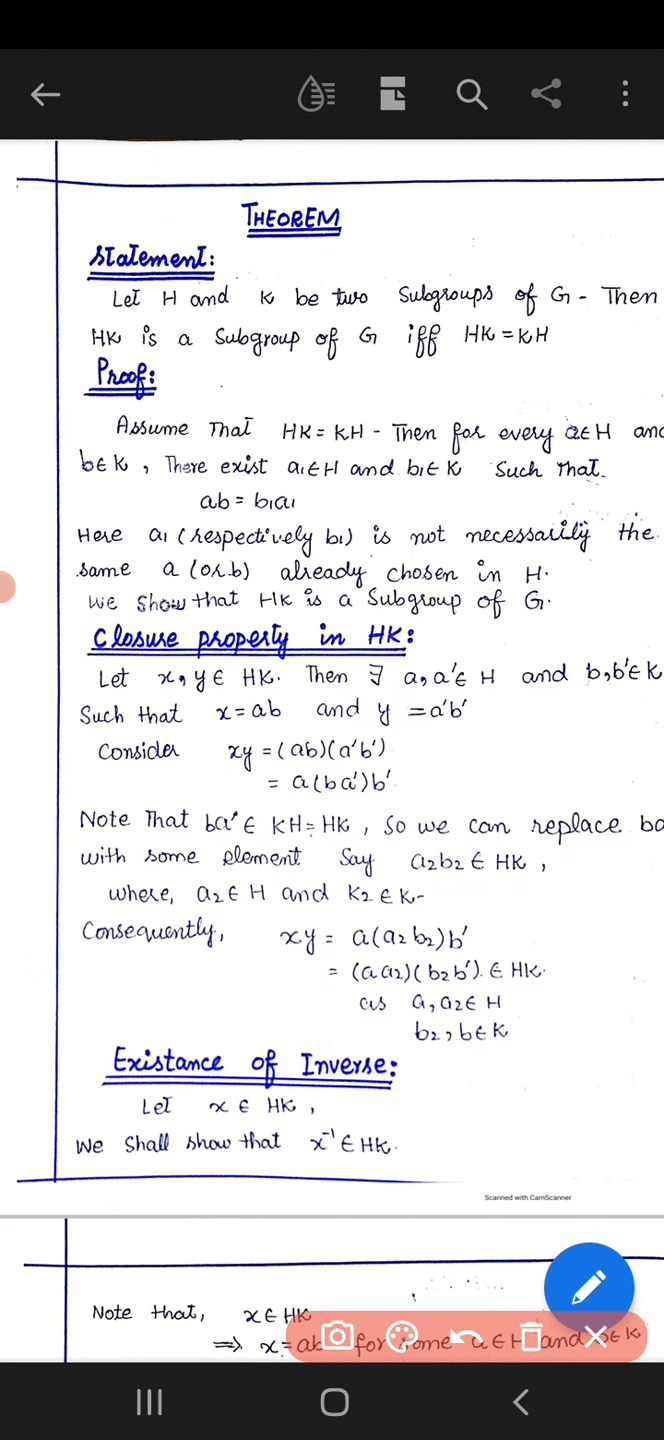 THEOREM
Statement:
Let H and K be two Subgroups of G - Then
HK is a Subgroup of G iff HK = KH
Proof:
Assume That HK = KH - Then for every a∈H and
b∈K , There exist a₁∈H and b₁∈K Such That
ab = b₁a₁
Here a₁ (respectively b₁) is not necessarily the
same a (or b) already chosen in H.
We show that HK is a Subgroup of G.
Closure property in HK:
Let x, y ∈ HK. Then ∃ a, a'∈ H and b, b'∈ K
Such that x = ab and y = a'b'
Consider xy = (ab)(a'b')
= a(ba')b'
Note That ba' ∈ KH = HK , So we can replace ba
with some element Say a₂b₂ ∈ HK ,
where, a₂ ∈ H and K₂ ∈ K-
Consequently, xy = a(a₂b₂)b'
= (aa₂)(b₂b'). ∈ HK.
as a, a₂ ∈ H
b₂, b ∈ K
Existance of Inverse:
Let x ∈ HK ,
We Shall show that x⁻¹ ∈ HK.
Scanned with CamScanner
Note that, x ∈ HK
⟹ x = ab for some a ∈ H and b ∈ K